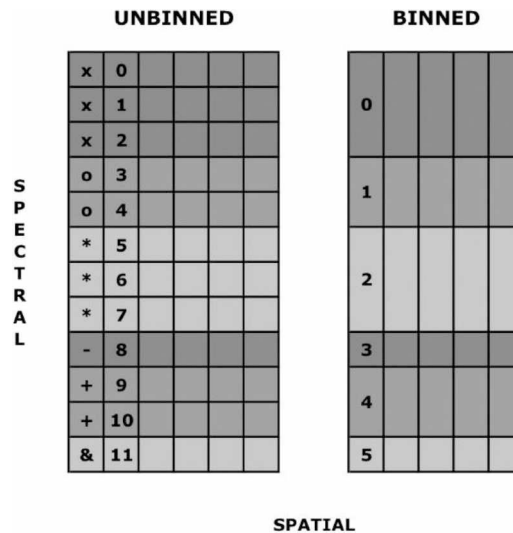 UNBINNED
BINNED
SPECTRAL
x 0
x 1
x 2
o 3
o 4
* 5
* 6
* 7
- 8
+ 9
+ 10
& 11
0
1
2
3
4
5
SPATIAL